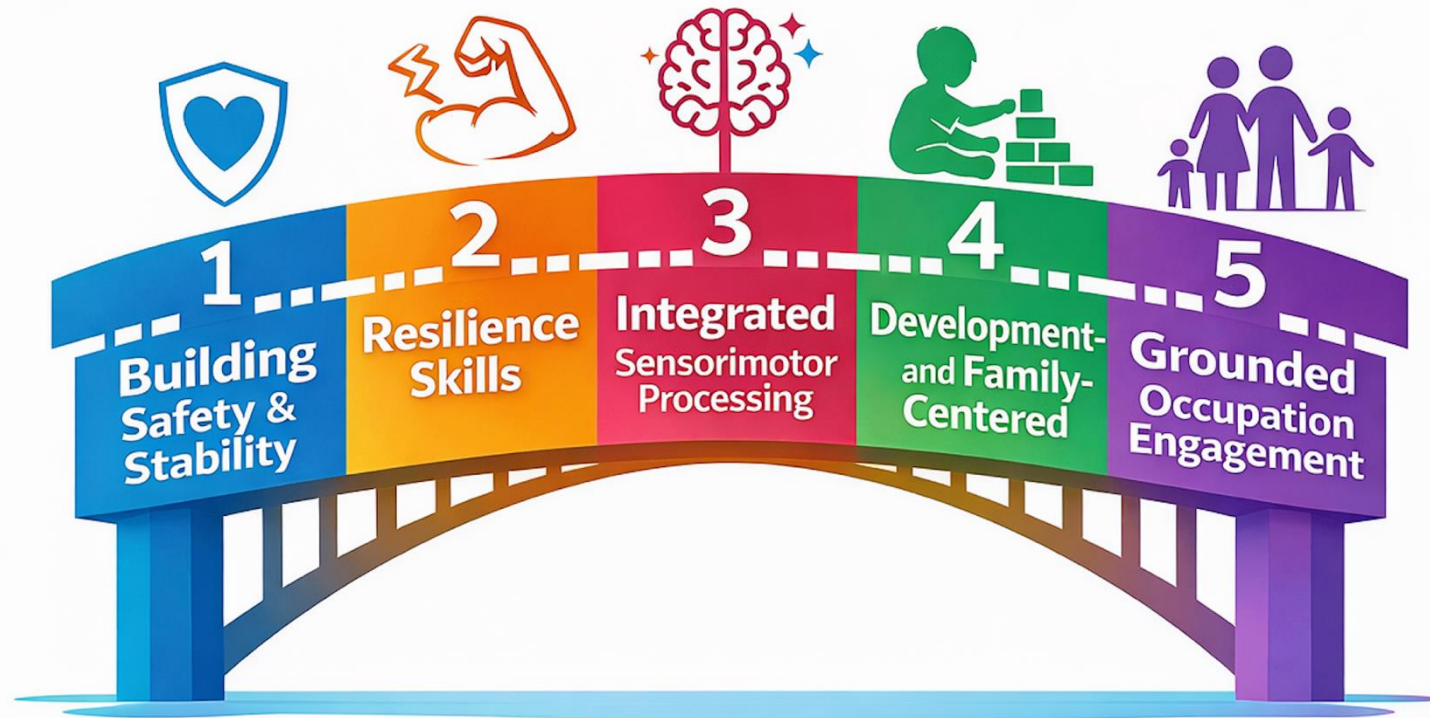 1
Building
Safety &
Stability
2
Resilience
Skills
3
Integrated
Sensorimotor
Processing
4
Development-
and Family-
Centered
5
Grounded
Occupation
Engagement